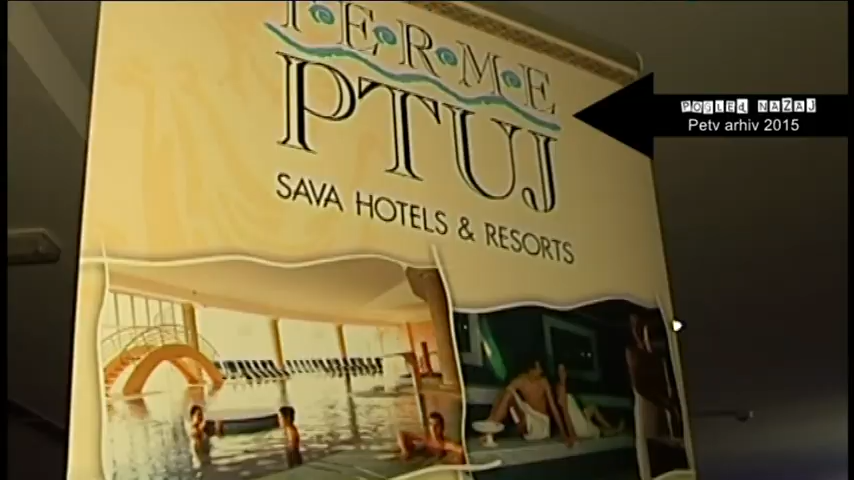 TERME
PTUJ
SAVA HOTELS & RESORTS
POGLED NAZAJ
Petv arhiv 2015